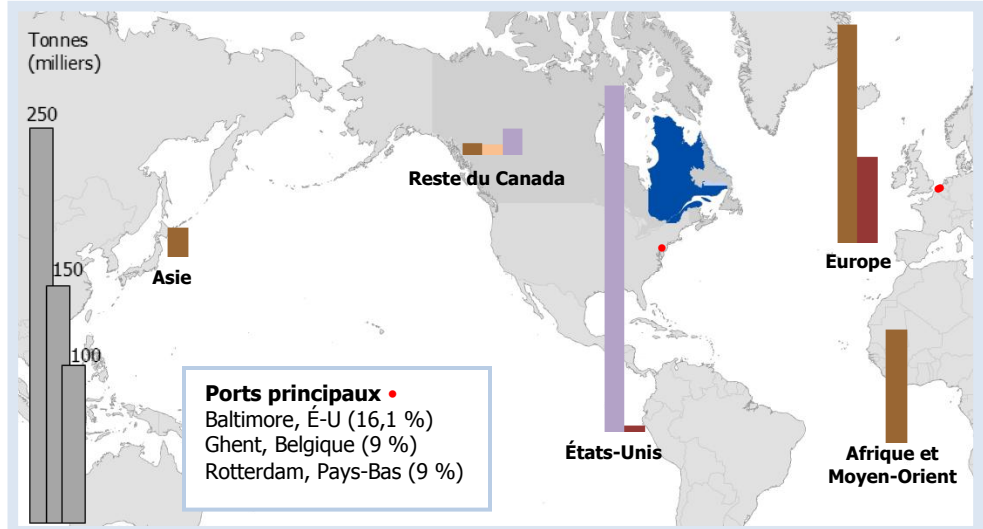 Tonnes
(milliers)
250
150
100
Asie
Reste du Canada
États-Unis
Europe
Afrique et
Moyen-Orient
Ports principaux
Baltimore, É-U (16,1 %)
Ghent, Belgique (9 %)
Rotterdam, Pays-Bas (9 %)